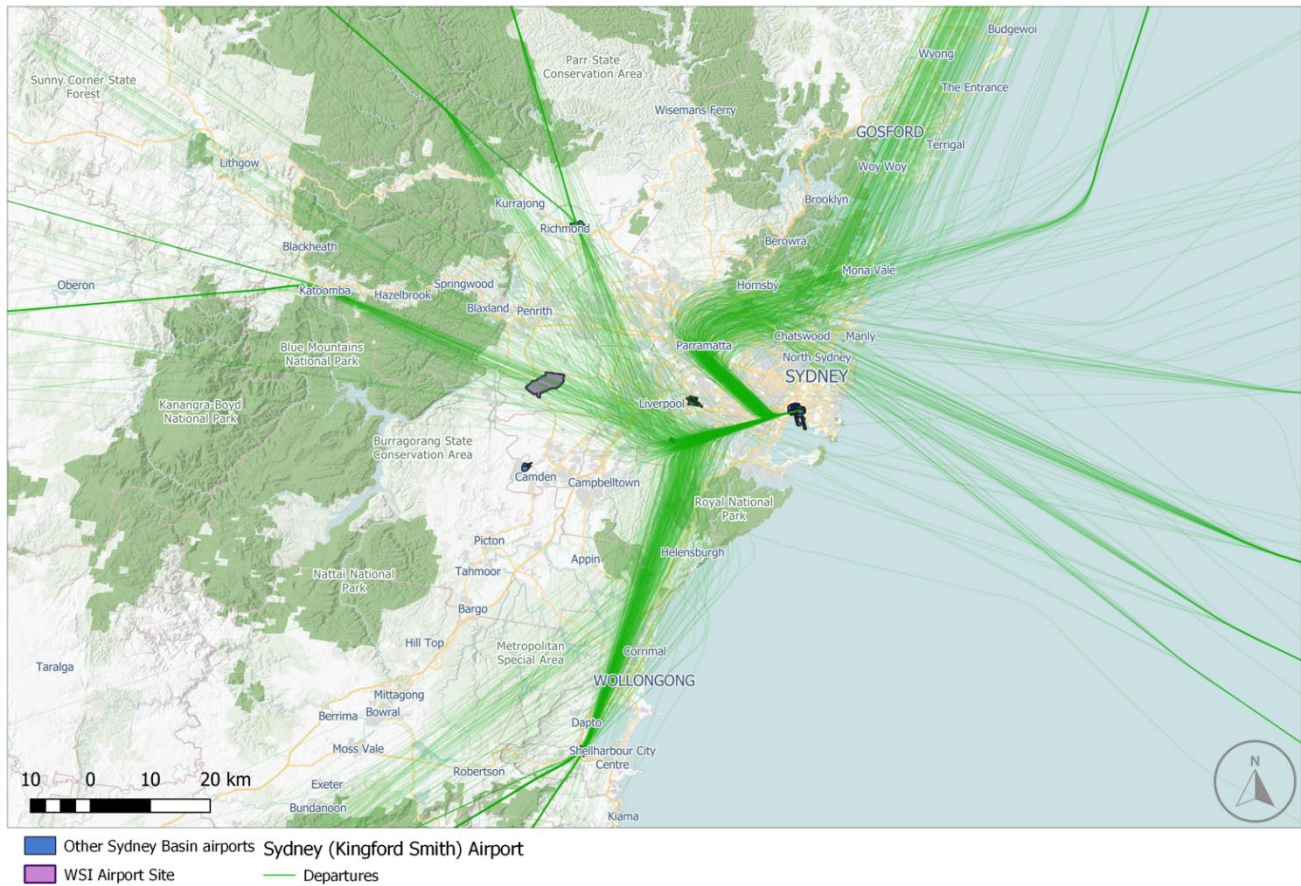 Budgewoi
Wyong
Parr State
Conservation Area
Sunny Corner State
Forest
The Entrance
Wisemans Ferry
GOSFORD
Terrigal
Lithgow
Woy Woy
Kurrajong
Brooklyn
Richmond
Berowra
Blackheath
Mona Vale
Oberon
Katoomba
Hazelbrook
Springwood
Hornsby
Blaxland
Penrith
Chatswood
Manly
Blue Mountains
National Park
Parramatta
North Sydney
SYDNEY
Kanangra-Boyd
National Park
Liverpool
Burragorang State
Conservation Area
Camden
Campbelltown
Royal National
Park
Picton
Helensburgh
Appin
Nattai National
Park
Tahmoor
Bargo
Hill Top
Metropolitan
Special Area
Corrimal
Taralga
WOLLONGONG
Mittagong
Berrima
Bowral
Dapto
Moss Vale
Shellharbour City
Centre
Robertson
Exeter
Bundanoon
Kiama
10 0 10 20 km
N
Other Sydney Basin airports
WSI Airport Site
Sydney (Kingford Smith) Airport
Departures